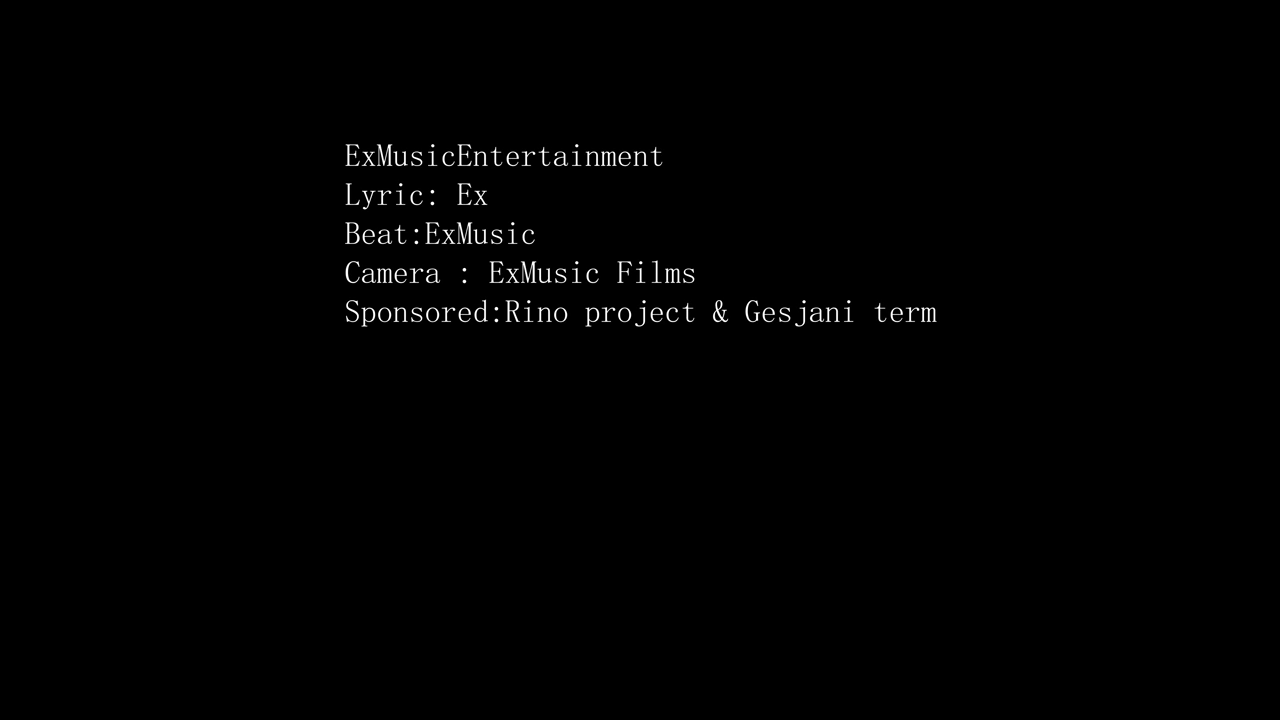 ExMusicEntertainment
Lyric: Ex
Beat:ExMusic
Camera : ExMusic Films
Sponsored:Rino project & Gesjani term